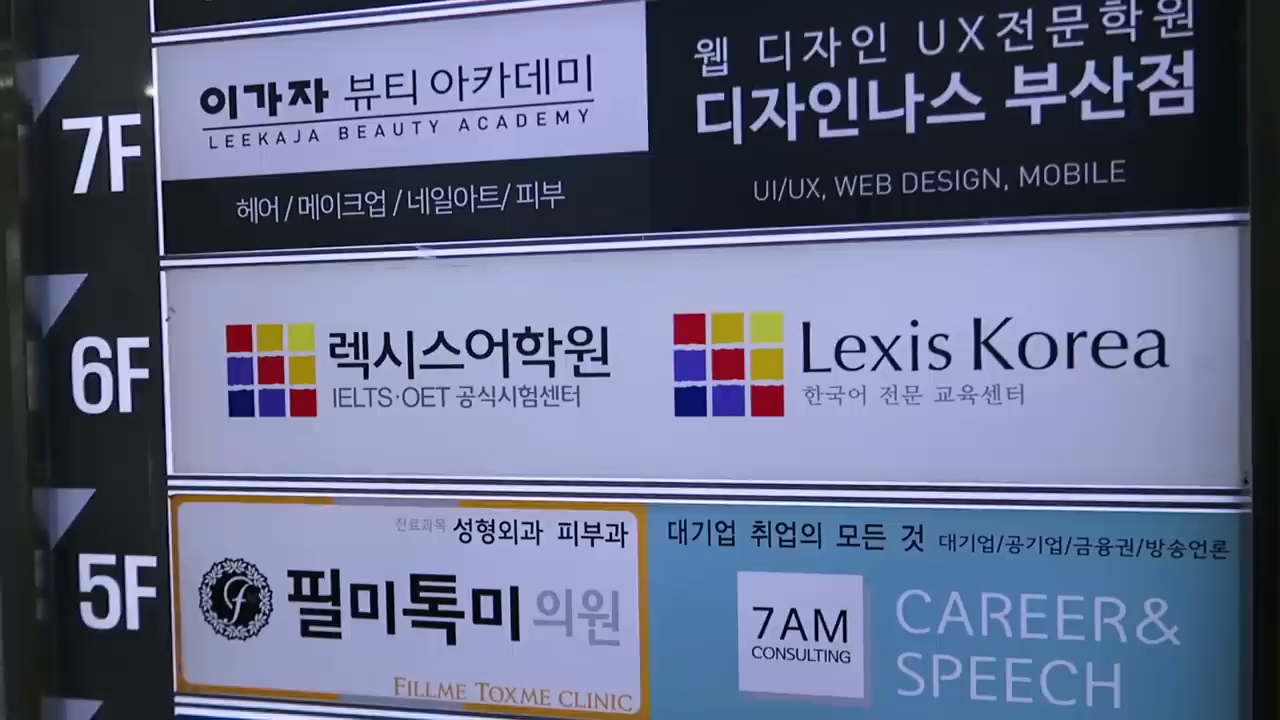 7F
이가자 뷰티 아카데미
LEEKAJA BEAUTY ACADEMY
헤어 / 메이크업 / 네일아트/ 피부
웹 디자인 UX전문학원
디자인나스 부산점
UI/UX, WEB DESIGN, MOBILE
6F
렉시스어학원
IELTS·OET 공식시험센터
Lexis Korea
한국어 전문 교육센터
5F
진료과목 성형외과 피부과
필미톡미 의원
FILLME TOXME CLINIC
대기업 취업의 모든 것 대기업/공기업/금융권/방송언론
7AM
CONSULTING
CAREER&
SPEECH